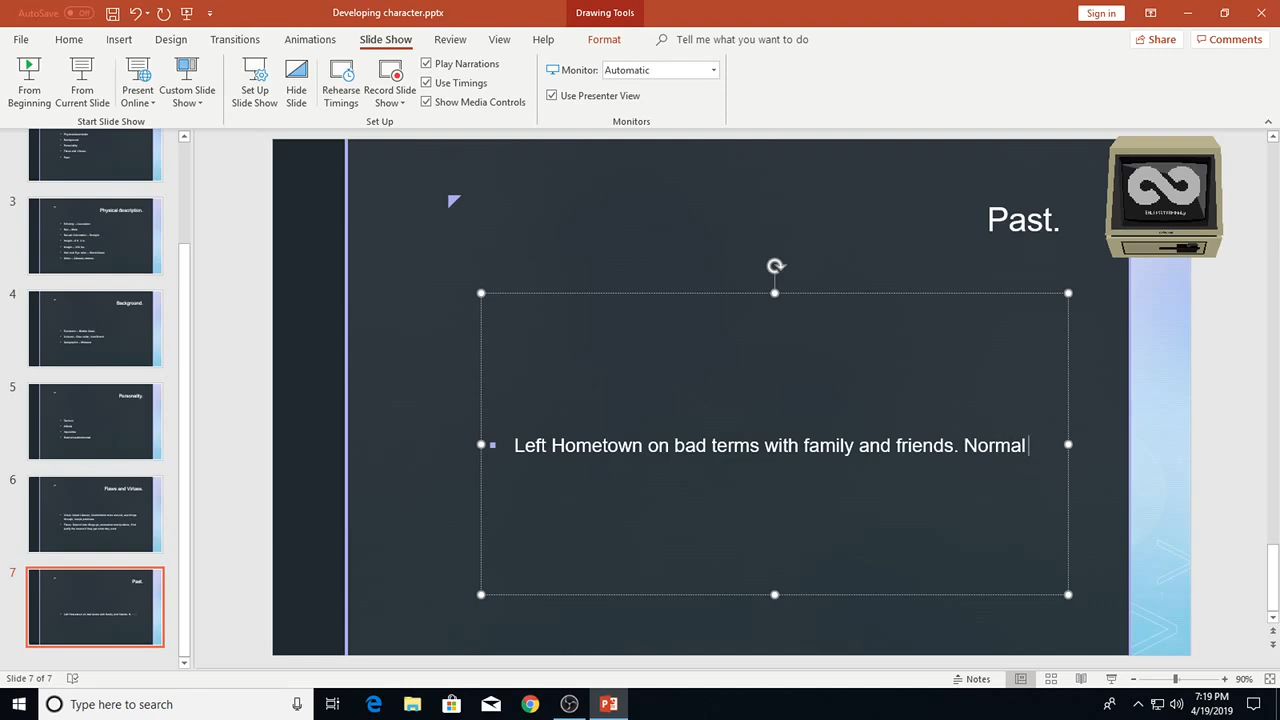 AutoSave Off
Developing character.pptx
Drawing Tools
Sign in
File Home Insert Design Transitions Animations Slide Show Review View Help Format Tell me what you want to do Share Comments
From Beginning
From Current Slide
Present Online
Custom Slide Show
Start Slide Show
Set Up Slide Show
Hide Slide
Rehearse Timings
Record Slide Show
Play Narrations
Use Timings
Show Media Controls
Set Up
Monitor: Automatic
Use Presenter View
Monitors
3
Physical description.
4
Background.
5
Personality.
6
Flaws and Virtues.
7
Past.
Past.
Left Hometown on bad terms with family and friends. Normal
Slide 7 of 7
Notes
90%
Type here to search
7:19 PM
4/19/2019